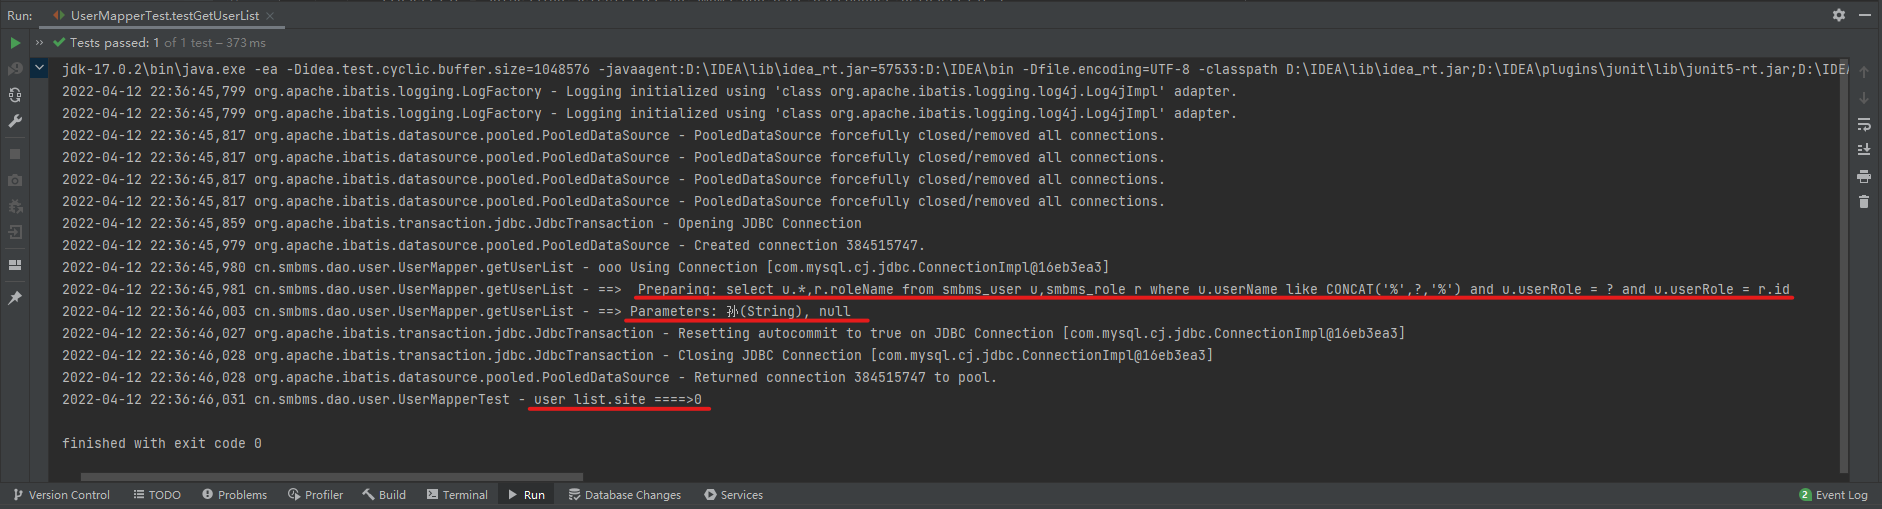 Run: UserMapperTest.testGetUserList ×
Tests passed: 1 of 1 test – 373 ms
jdk-17.0.2\bin\java.exe -ea -Didea.test.cyclic.buffer.size=1048576 -javaagent:D:\IDEA\lib\idea_rt.jar=57533:D:\IDEA\bin -Dfile.encoding=UTF-8 -classpath D:\IDEA\lib\idea_rt.jar;D:\IDEA\plugins\junit\lib\junit5-rt.jar;D:\IDEA
2022-04-12 22:36:45,799 org.apache.ibatis.logging.LogFactory - Logging initialized using 'class org.apache.ibatis.logging.log4j.Log4jImpl' adapter.
2022-04-12 22:36:45,799 org.apache.ibatis.logging.LogFactory - Logging initialized using 'class org.apache.ibatis.logging.log4j.Log4jImpl' adapter.
2022-04-12 22:36:45,817 org.apache.ibatis.datasource.pooled.PooledDataSource - PooledDataSource forcefully closed/removed all connections.
2022-04-12 22:36:45,817 org.apache.ibatis.datasource.pooled.PooledDataSource - PooledDataSource forcefully closed/removed all connections.
2022-04-12 22:36:45,817 org.apache.ibatis.datasource.pooled.PooledDataSource - PooledDataSource forcefully closed/removed all connections.
2022-04-12 22:36:45,817 org.apache.ibatis.datasource.pooled.PooledDataSource - PooledDataSource forcefully closed/removed all connections.
2022-04-12 22:36:45,859 org.apache.ibatis.transaction.jdbc.JdbcTransaction - Opening JDBC Connection
2022-04-12 22:36:45,979 org.apache.ibatis.datasource.pooled.PooledDataSource - Created connection 384515747.
2022-04-12 22:36:45,980 cn.smbms.dao.user.UserMapper.getUserList - ooo Using Connection [com.mysql.cj.jdbc.ConnectionImpl@16eb3ea3]
2022-04-12 22:36:45,981 cn.smbms.dao.user.UserMapper.getUserList - ==>  Preparing: select u.*,r.roleName from smbms_user u,smbms_role r where u.userName like CONCAT('%',?,'%') and u.userRole = ? and u.userRole = r.id
2022-04-12 22:36:46,003 cn.smbms.dao.user.UserMapper.getUserList - ==> Parameters: 孙(String), null
2022-04-12 22:36:46,027 org.apache.ibatis.transaction.jdbc.JdbcTransaction - Resetting autocommit to true on JDBC Connection [com.mysql.cj.jdbc.ConnectionImpl@16eb3ea3]
2022-04-12 22:36:46,028 org.apache.ibatis.transaction.jdbc.JdbcTransaction - Closing JDBC Connection [com.mysql.cj.jdbc.ConnectionImpl@16eb3ea3]
2022-04-12 22:36:46,028 org.apache.ibatis.datasource.pooled.PooledDataSource - Returned connection 384515747 to pool.
2022-04-12 22:36:46,031 cn.smbms.dao.user.UserMapperTest - user list.site ====>0
finished with exit code 0
Version Control TODO Problems Profiler Build Terminal Run Database Changes Services 2 Event Log